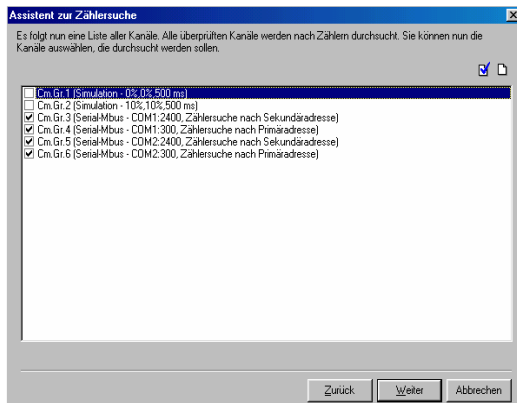 Assistent zur Zählersuche
Es folgt nun eine Liste aller Kanäle. Alle überprüften Kanäle werden nach Zählern durchsucht. Sie können nun die
Kanäle auswählen, die durchsucht werden sollen.
Cm.Gr.1 (Simulation - 0%,0%,500 ms)
Cm.Gr.2 (Simulation - 10%,10%,500 ms)
Cm.Gr.3 (Serial-Mbus - COM1:2400, Zählersuche nach Sekundäradresse)
Cm.Gr.4 (Serial-Mbus - COM1:300, Zählersuche nach Primäradresse)
Cm.Gr.5 (Serial-Mbus - COM2:2400, Zählersuche nach Sekundäradresse)
Cm.Gr.6 (Serial-Mbus - COM2:300, Zählersuche nach Primäradresse)
Zurück Weiter Abbrechen